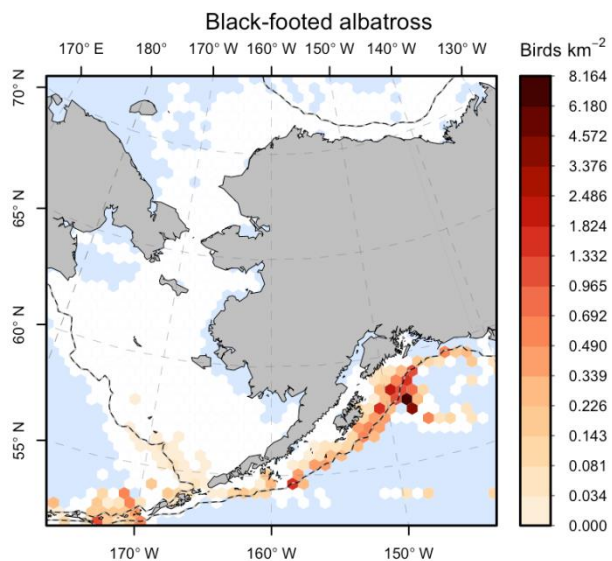 Black-footed albatross
170° E 180° 170° W 160° W 150° W 140° W 130° W
Birds km⁻²
70° N
65° N
60° N
55° N
170° W 160° W 150° W
8.164
6.180
4.572
3.376
2.486
1.824
1.332
0.965
0.692
0.490
0.339
0.226
0.143
0.081
0.034
0.000